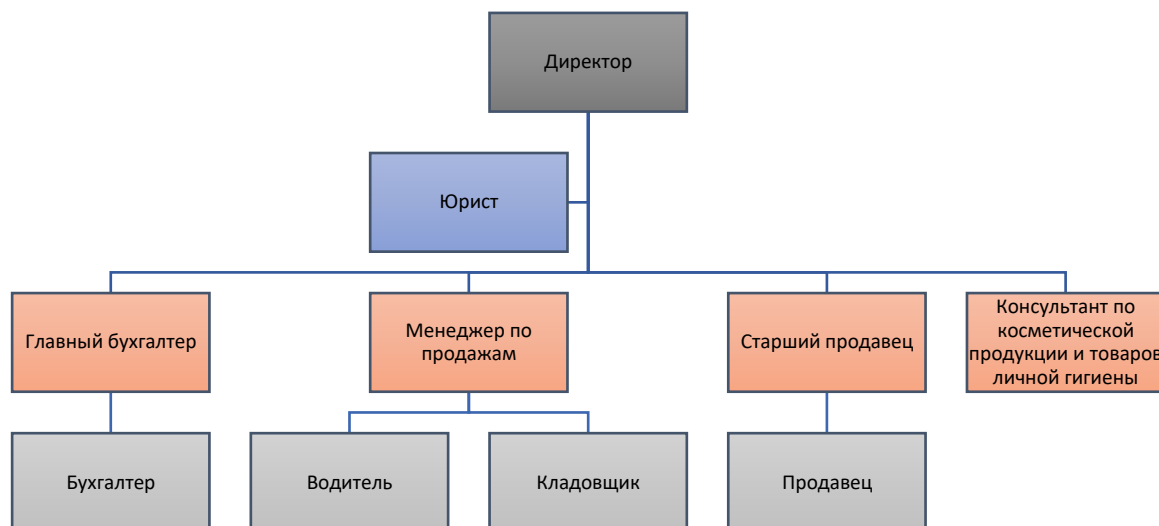 Директор
Юрист
Главный бухгалтер
Менеджер по
продажам
Старший продавец
Консультант по
косметической
продукции и товаров
личной гигиены
Бухгалтер
Водитель
Кладовщик
Продавец